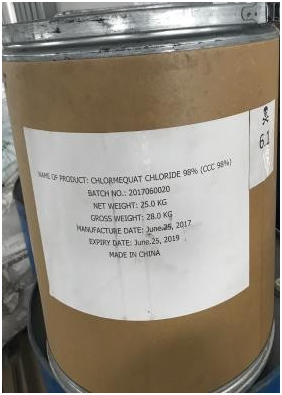 NAME OF PRODUCT: CHLORMEQUAT CHLORIDE 98% (CCC 98%)
BATCH NO.: 2017060020
NET WEIGHT: 25.0 KG
GROSS WEIGHT: 28.0 KG
MANUFACTURE DATE: June.25, 2017
EXPIRY DATE: June.25, 2019
MADE IN CHINA
6.1